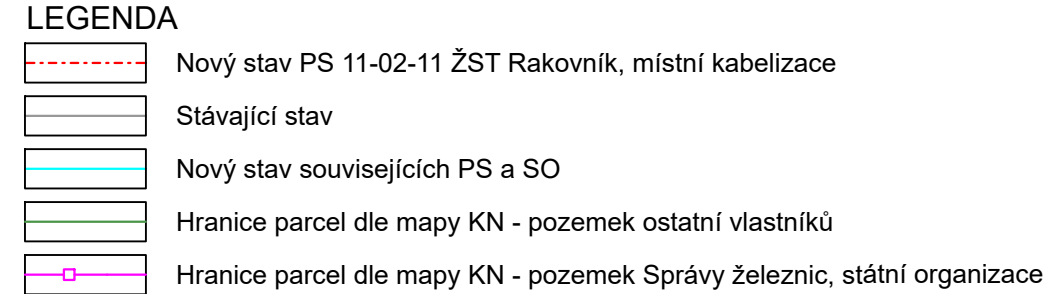 LEGENDA
Nový stav PS 11-02-11 ŽST Rakovník, místní kabelizace
Stávající stav
Nový stav souvisejících PS a SO
Hranice parcel dle mapy KN - pozemek ostatní vlastníků
Hranice parcel dle mapy KN - pozemek Správy železnic, státní organizace